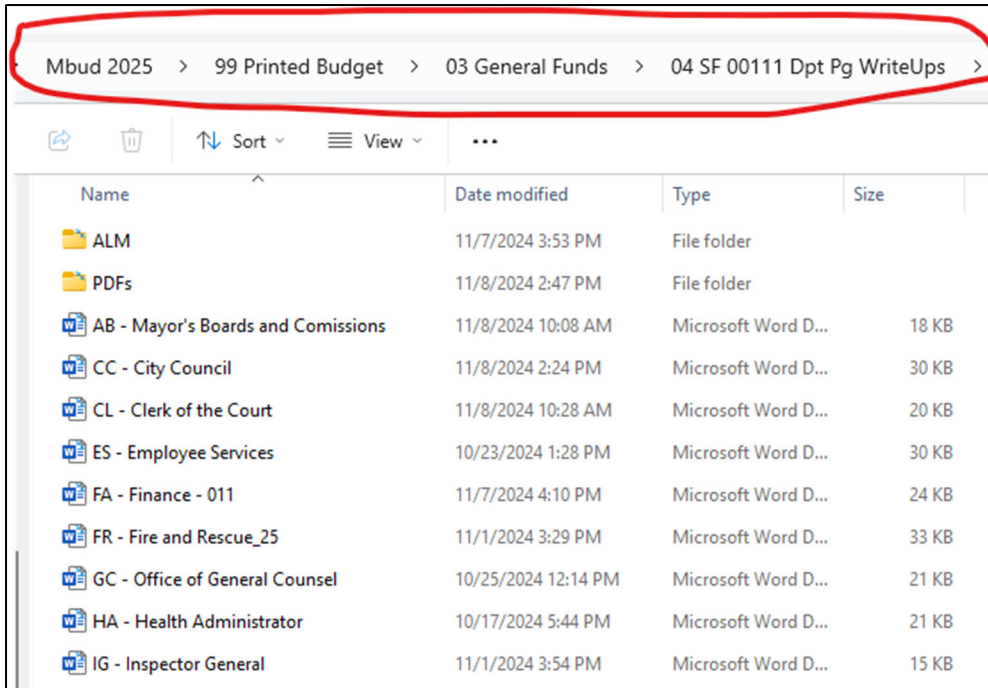 Mbud 2025 > 99 Printed Budget > 03 General Funds > 04 SF 00111 Dpt Pg WriteUps >
Sort View ...
Name Date modified Type Size
ALM 11/7/2024 3:53 PM File folder
PDFs 11/8/2024 2:47 PM File folder
AB - Mayor's Boards and Comissions 11/8/2024 10:08 AM Microsoft Word D... 18 KB
CC - City Council 11/8/2024 2:24 PM Microsoft Word D... 30 KB
CL - Clerk of the Court 11/8/2024 10:28 AM Microsoft Word D... 20 KB
ES - Employee Services 10/23/2024 1:28 PM Microsoft Word D... 30 KB
FA - Finance - 011 11/7/2024 4:10 PM Microsoft Word D... 24 KB
FR - Fire and Rescue_25 11/1/2024 3:29 PM Microsoft Word D... 33 KB
GC - Office of General Counsel 10/25/2024 12:14 PM Microsoft Word D... 21 KB
HA - Health Administrator 10/17/2024 5:44 PM Microsoft Word D... 21 KB
IG - Inspector General 11/1/2024 3:54 PM Microsoft Word D... 15 KB